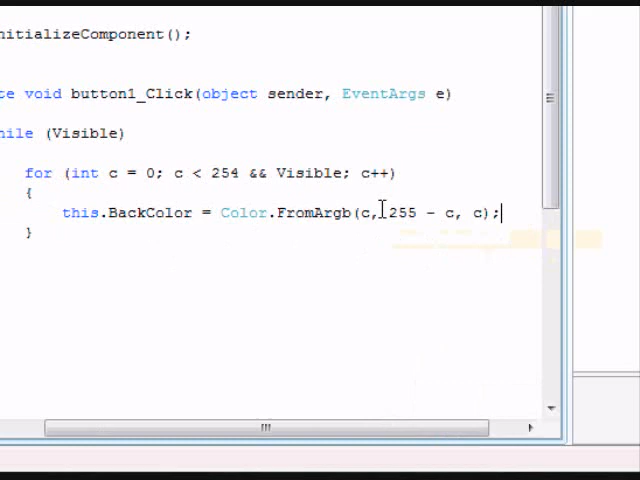 nitializeComponent();
te void button1_Click(object sender, EventArgs e)
hile (Visible)
for (int c = 0; c < 254 && Visible; c++)
{
this.BackColor = Color.FromArgb(c, 255 - c, c);
}